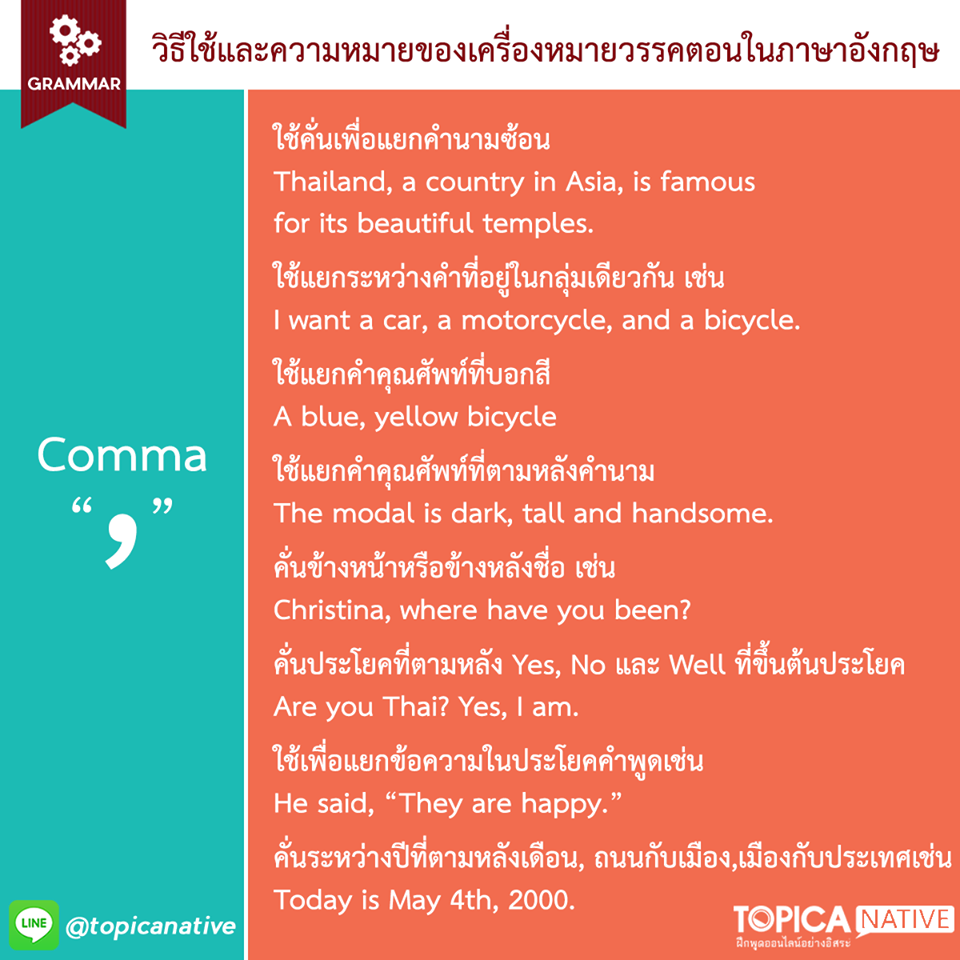 GRAMMAR
วิธีใช้และความหมายของเครื่องหมายวรรคตอนในภาษาอังกฤษ
Comma
“,”
ใช้คั่นเพื่อแยกคำนามซ้อน
Thailand, a country in Asia, is famous
for its beautiful temples.
ใช้แยกระหว่างคำที่อยู่ในกลุ่มเดียวกัน เช่น
I want a car, a motorcycle, and a bicycle.
ใช้แยกคำคุณศัพท์ที่บอกสี
A blue, yellow bicycle
ใช้แยกคำคุณศัพท์ที่ตามหลังคำนาม
The modal is dark, tall and handsome.
คั่นข้างหน้าหรือข้างหลังชื่อ เช่น
Christina, where have you been?
คั่นประโยคที่ตามหลัง Yes, No และ Well ที่ขึ้นต้นประโยค
Are you Thai? Yes, I am.
ใช้เพื่อแยกข้อความในประโยคคำพูดเช่น
He said, “They are happy.”
คั่นระหว่างปีที่ตามหลังเดือน, ถนนกับเมือง,เมืองกับประเทศเช่น
Today is May 4th, 2000.
LINE @topicanative
TOPICA NATIVE
ฝึกพูดออนไลน์อย่างอิสระ